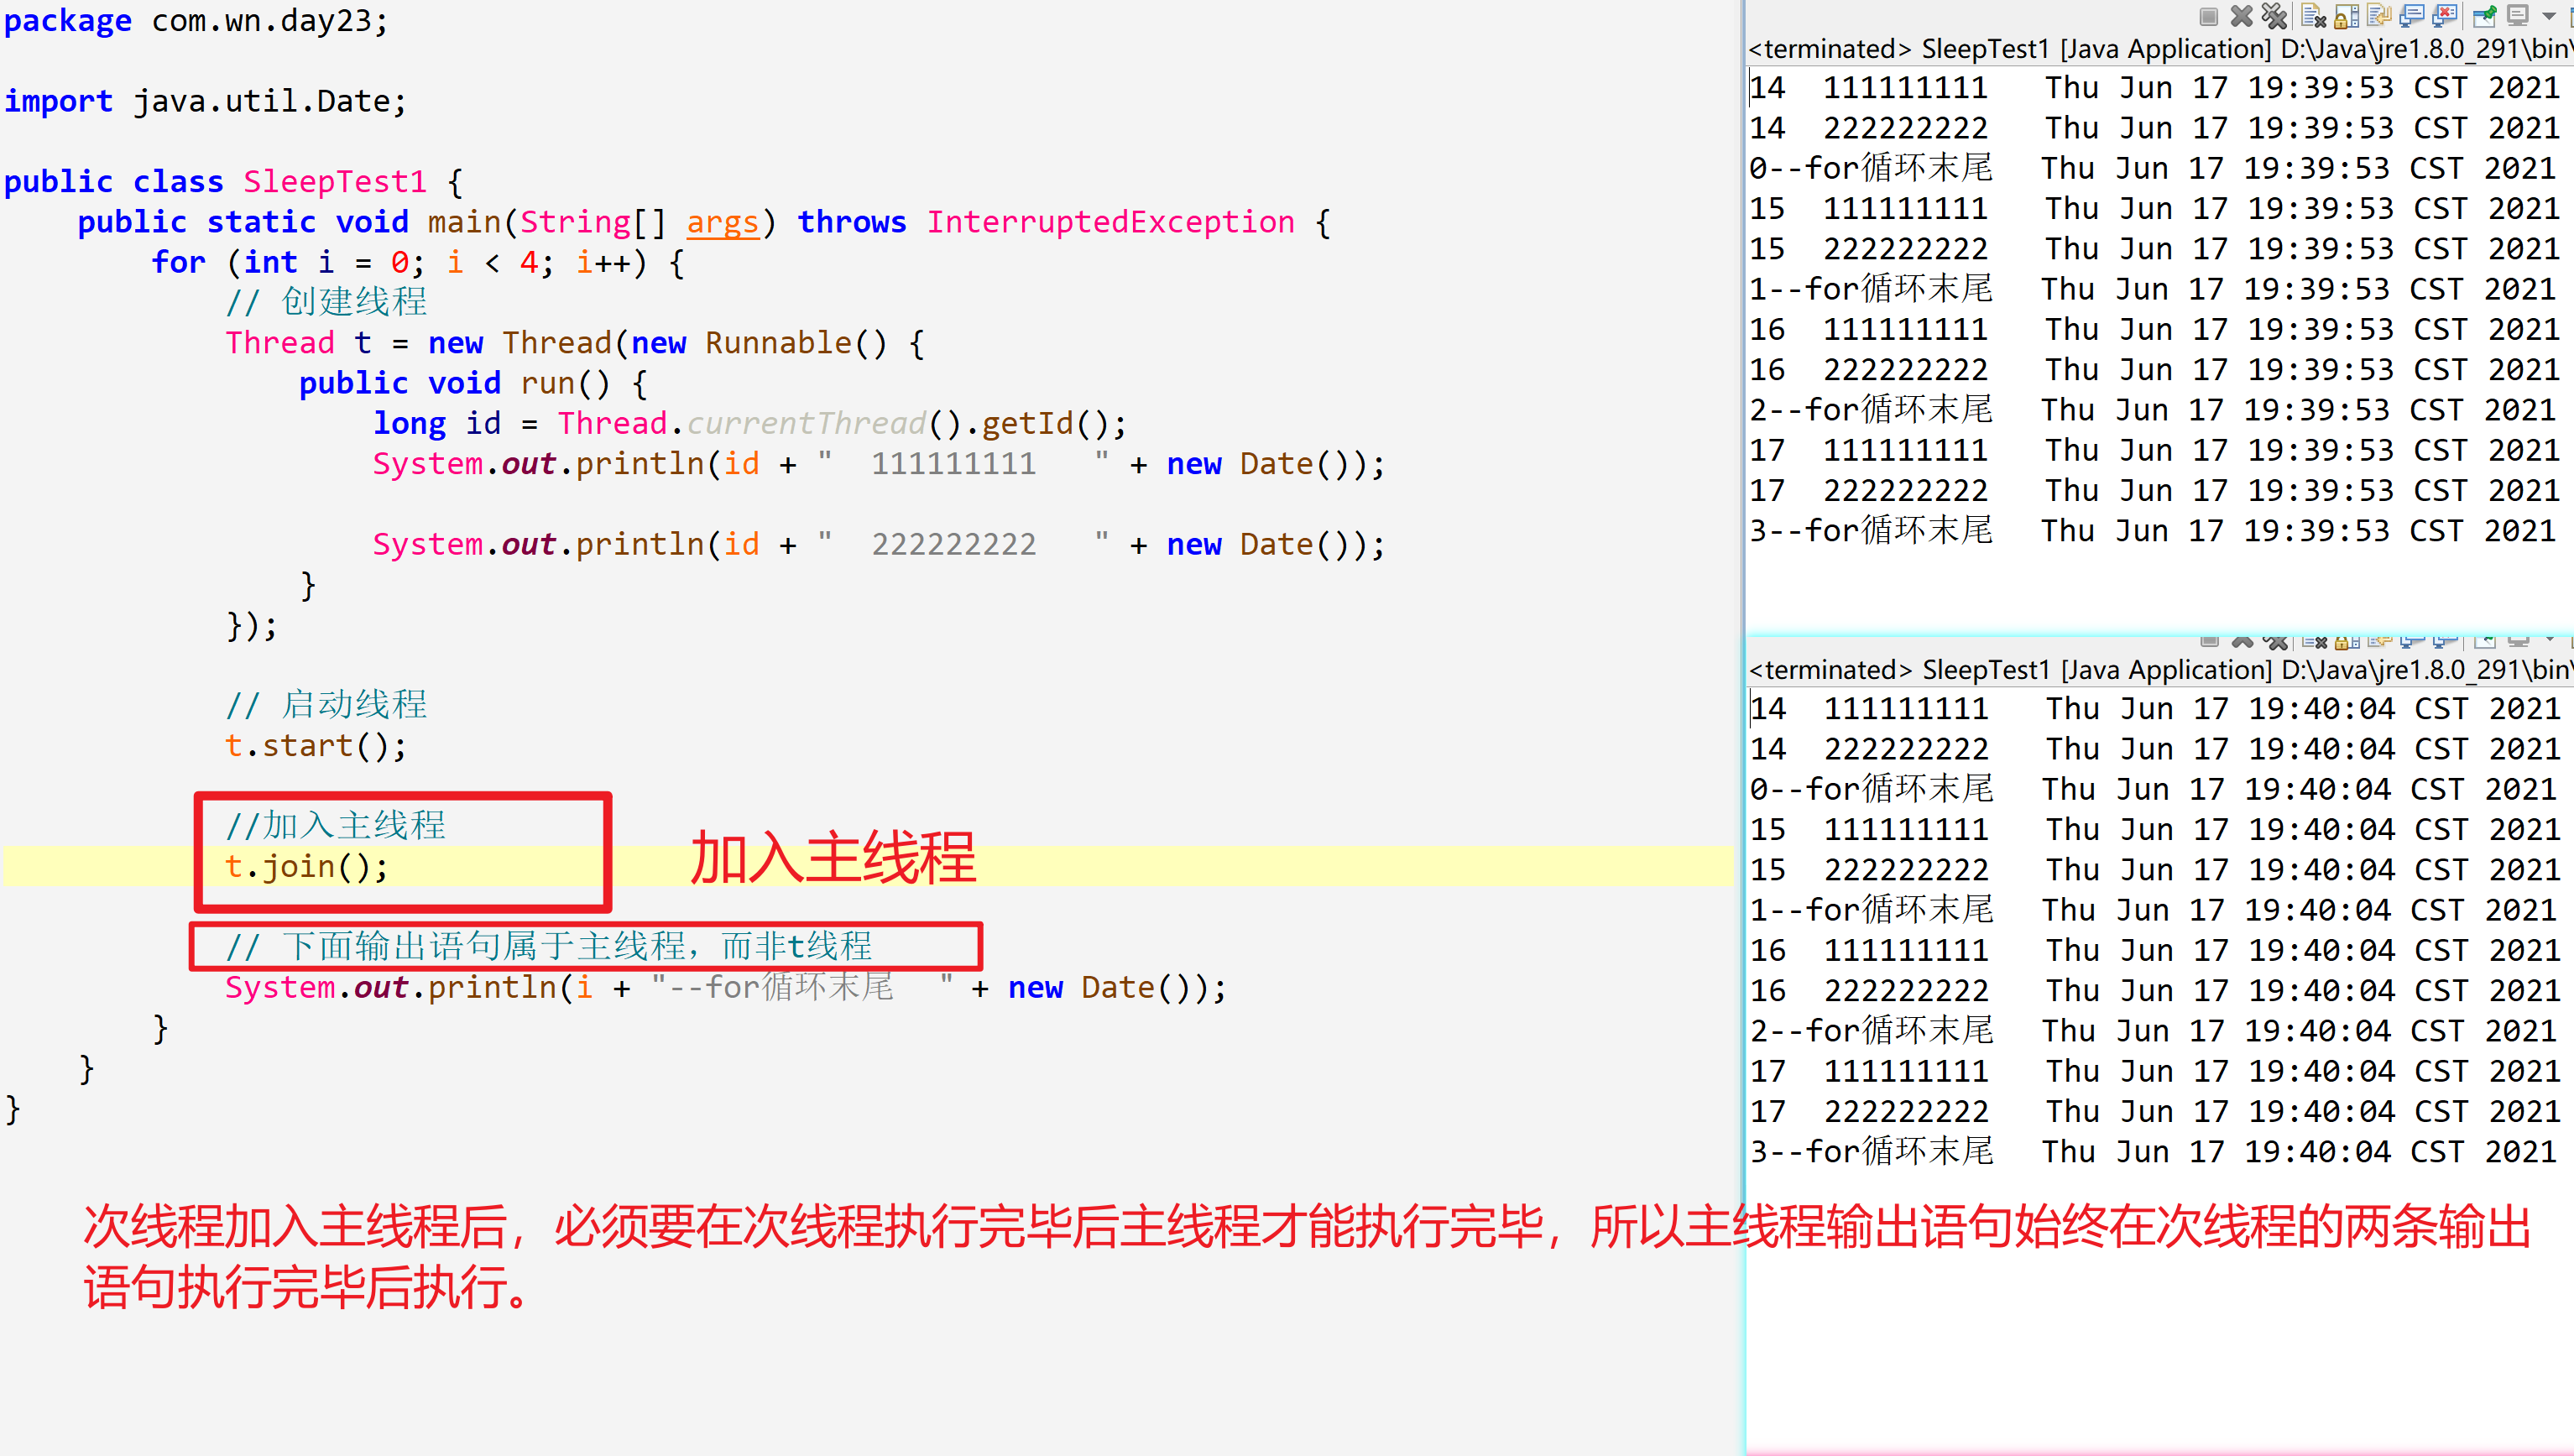 package com.wn.day23;
import java.util.Date;
public class SleepTest1 {
public static void main(String[] args) throws InterruptedException {
for (int i = 0; i < 4; i++) {
// 创建线程
Thread t = new Thread(new Runnable() {
public void run() {
long id = Thread.currentThread().getId();
System.out.println(id + "  111111111   " + new Date());
System.out.println(id + "  222222222   " + new Date());
}
});
// 启动线程
t.start();
//加入主线程
t.join();
加入主线程
// 下面输出语句属于主线程，而非t线程
System.out.println(i + "--for循环末尾   " + new Date());
}
}
}
<terminated> SleepTest1 [Java Application] D:\Java\jre1.8.0_291\bin\
14  111111111   Thu Jun 17 19:39:53 CST 2021
14  222222222   Thu Jun 17 19:39:53 CST 2021
0--for循环末尾   Thu Jun 17 19:39:53 CST 2021
15  111111111   Thu Jun 17 19:39:53 CST 2021
15  222222222   Thu Jun 17 19:39:53 CST 2021
1--for循环末尾   Thu Jun 17 19:39:53 CST 2021
16  111111111   Thu Jun 17 19:39:53 CST 2021
16  222222222   Thu Jun 17 19:39:53 CST 2021
2--for循环末尾   Thu Jun 17 19:39:53 CST 2021
17  111111111   Thu Jun 17 19:39:53 CST 2021
17  222222222   Thu Jun 17 19:39:53 CST 2021
3--for循环末尾   Thu Jun 17 19:39:53 CST 2021
<terminated> SleepTest1 [Java Application] D:\Java\jre1.8.0_291\bin\
14  111111111   Thu Jun 17 19:40:04 CST 2021
14  222222222   Thu Jun 17 19:40:04 CST 2021
0--for循环末尾   Thu Jun 17 19:40:04 CST 2021
15  111111111   Thu Jun 17 19:40:04 CST 2021
15  222222222   Thu Jun 17 19:40:04 CST 2021
1--for循环末尾   Thu Jun 17 19:40:04 CST 2021
16  111111111   Thu Jun 17 19:40:04 CST 2021
16  222222222   Thu Jun 17 19:40:04 CST 2021
2--for循环末尾   Thu Jun 17 19:40:04 CST 2021
17  111111111   Thu Jun 17 19:40:04 CST 2021
17  222222222   Thu Jun 17 19:40:04 CST 2021
3--for循环末尾   Thu Jun 17 19:40:04 CST 2021
次线程加入主线程后，必须要在次线程执行完毕后主线程才能执行完毕，所以主线程输出语句始终在次线程的两条输出
语句执行完毕后执行。